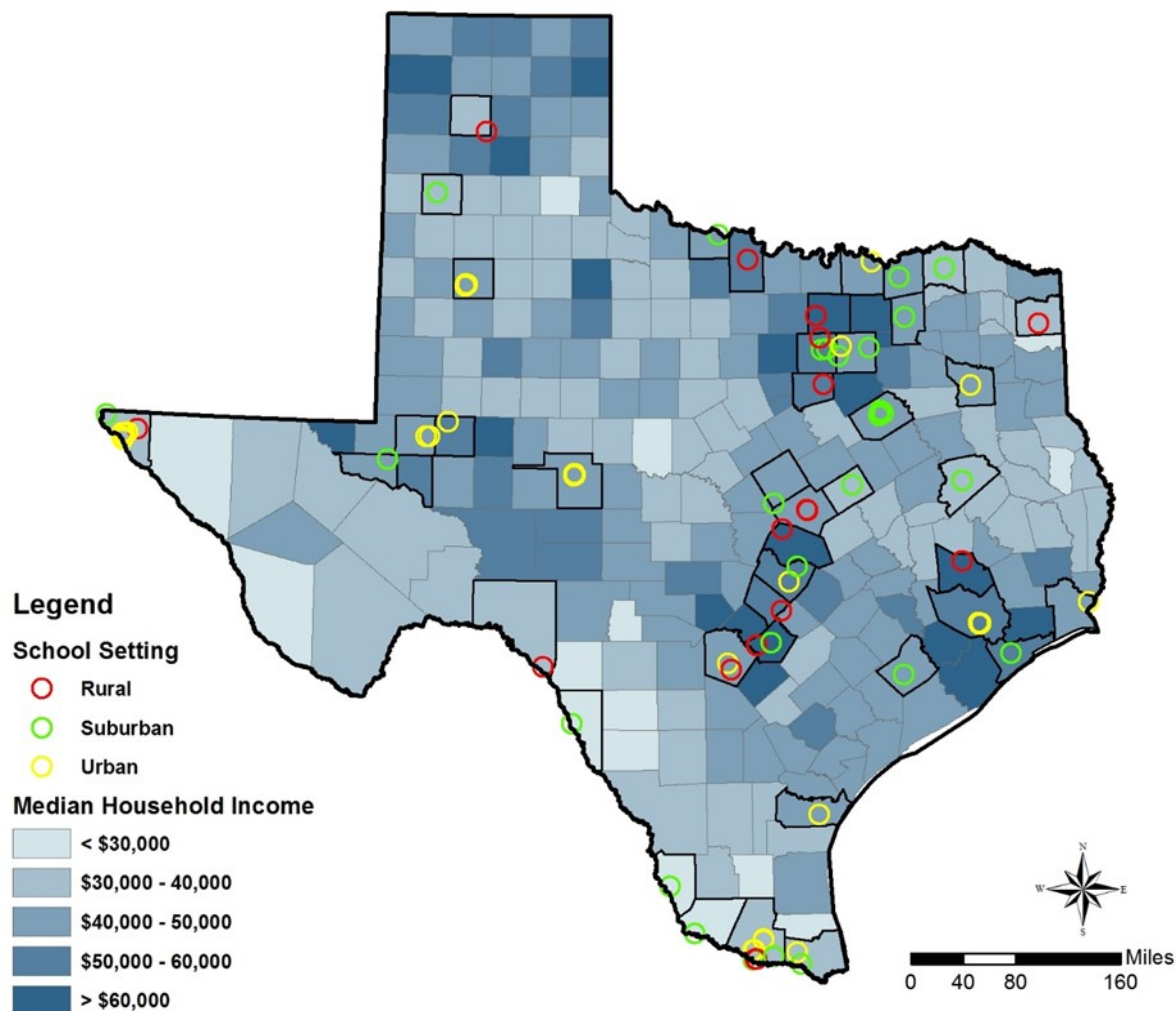 Legend
School Setting
Rural
Suburban
Urban
Median Household Income
< $30,000
$30,000 - 40,000
$40,000 - 50,000
$50,000 - 60,000
> $60,000
N
W E
S
Miles
0 40 80 160